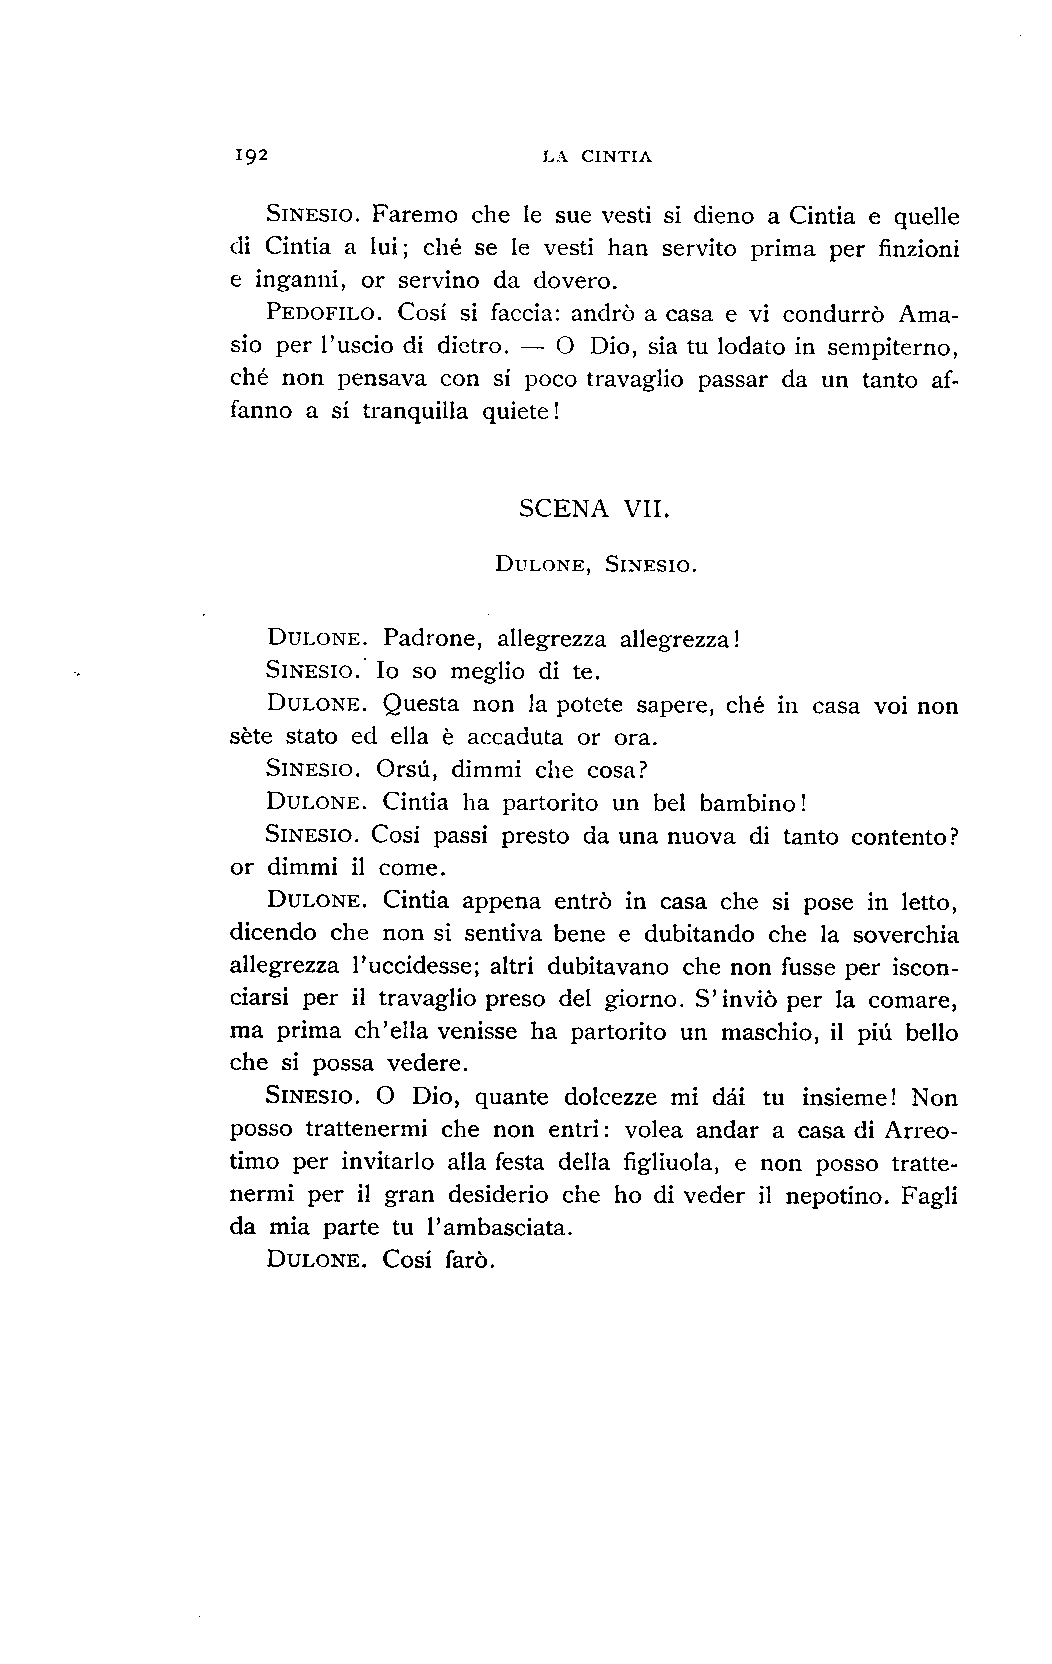 192 LA CINTIA
SINESIO. Faremo che le sue vesti si dieno a Cintia e quelle
di Cintia a lui; ché se le vesti han servito prima per finzioni
e inganni, or servino da dovero.
PEDOFILO. Cosí si faccia: andrò a casa e vi condurrò Ama-
sio per l'uscio di dietro. — O Dio, sia tu lodato in sempiterno,
ché non pensava con sí poco travaglio passar da un tanto af-
fanno a sí tranquilla quiete!
SCENA VII.
DULONE, SINESIO.
DULONE. Padrone, allegrezza allegrezza!
SINESIO. Io so meglio di te.
DULONE. Questa non la potete sapere, ché in casa voi non
sète stato ed ella è accaduta or ora.
SINESIO. Orsú, dimmi che cosa?
DULONE. Cintia ha partorito un bel bambino!
SINESIO. Cosi passi presto da una nuova di tanto contento?
or dimmi il come.
DULONE. Cintia appena entrò in casa che si pose in letto,
dicendo che non si sentiva bene e dubitando che la soverchia
allegrezza l'uccidesse; altri dubitavano che non fusse per iscon-
ciarsi per il travaglio preso del giorno. S'inviò per la comare,
ma prima ch'ella venisse ha partorito un maschio, il piú bello
che si possa vedere.
SINESIO. O Dio, quante dolcezze mi dái tu insieme! Non
posso trattenermi che non entri: volea andar a casa di Arreo-
timo per invitarlo alla festa della figliuola, e non posso tratte-
nermi per il gran desiderio che ho di veder il nepotino. Fagli
da mia parte tu l'ambasciata.
DULONE. Cosí farò.